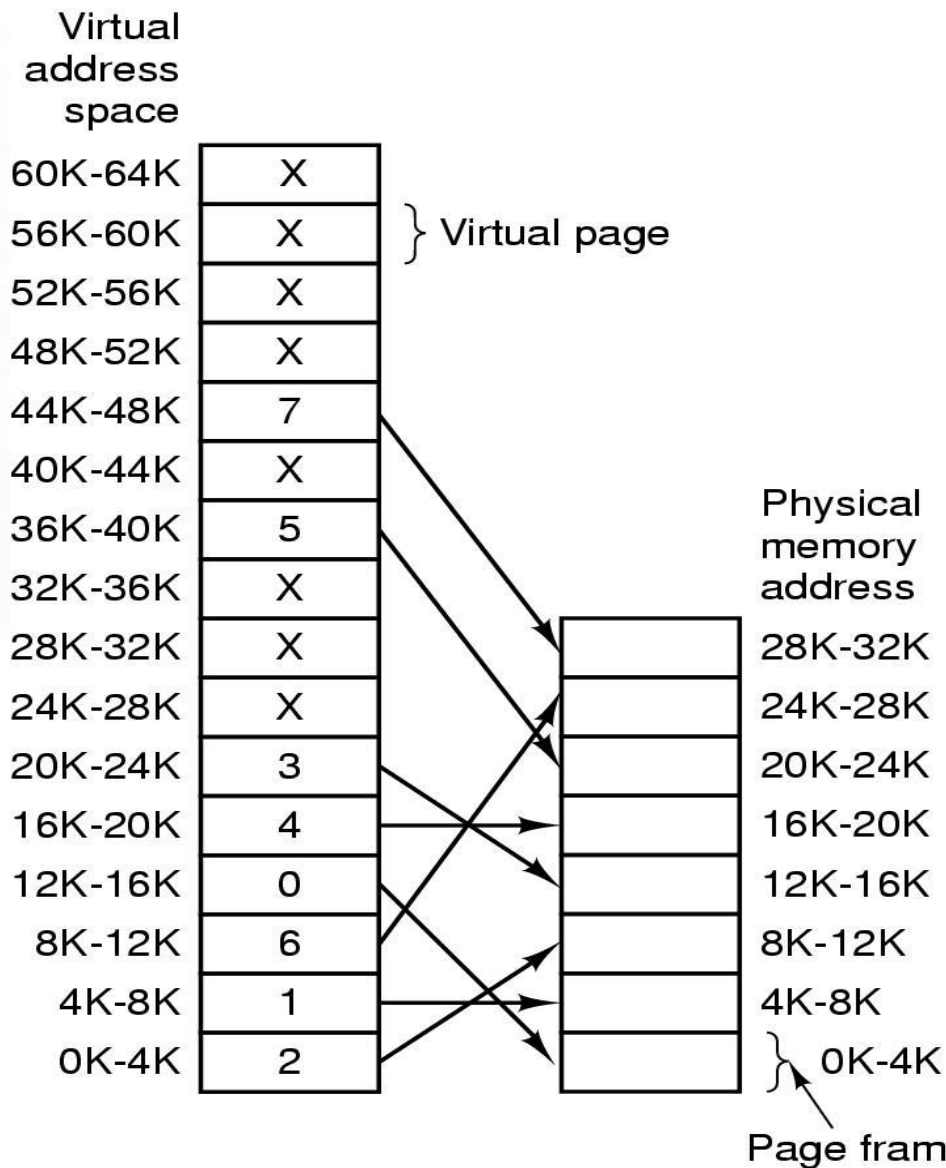 Virtual
address
space
60K-64K X
56K-60K X Virtual page
52K-56K X
48K-52K X
44K-48K 7
40K-44K X
36K-40K 5
32K-36K X
28K-32K X
24K-28K X
20K-24K 3
16K-20K 4
12K-16K 0
8K-12K 6
4K-8K 1
0K-4K 2
Physical
memory
address
28K-32K
24K-28K
20K-24K
16K-20K
12K-16K
8K-12K
4K-8K
0K-4K
Page fram